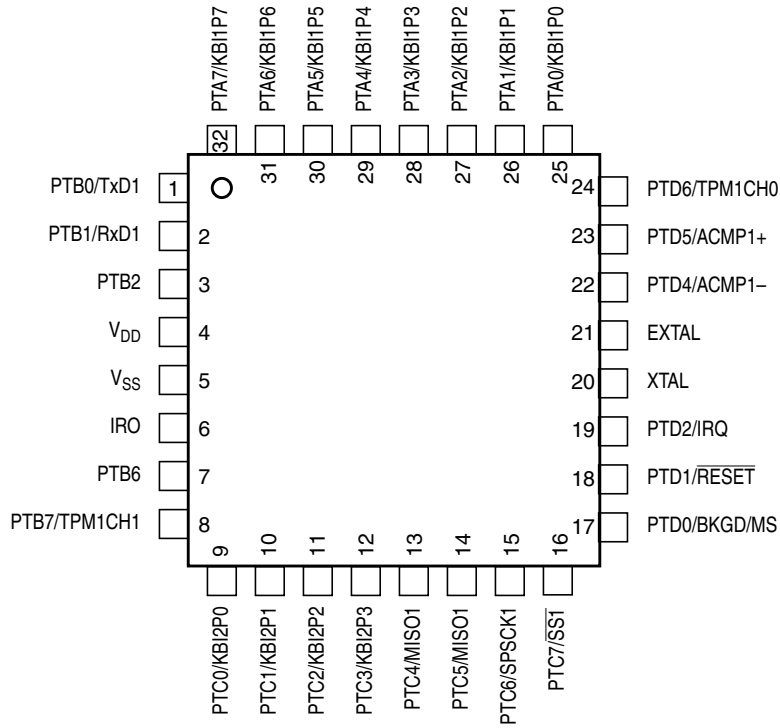 PTA7/KBI1P7
PTA6/KBI1P6
PTA5/KBI1P5
PTA4/KBI1P4
PTA3/KBI1P3
PTA2/KBI1P2
PTA1/KBI1P1
PTA0/KBI1P0
32
31
30
29
28
27
26
25
PTB0/TxD1
1
PTB1/RxD1
2
PTB2
3
VDD
4
VSS
5
IRO
6
PTB6
7
PTB7/TPM1CH1
8
24
PTD6/TPM1CH0
23
PTD5/ACMP1+
22
PTD4/ACMP1–
21
EXTAL
20
XTAL
19
PTD2/IRQ
18
PTD1/RESET
17
PTD0/BKGD/MS
9
10
11
12
13
14
15
16
PTC0/KBI2P0
PTC1/KBI2P1
PTC2/KBI2P2
PTC3/KBI2P3
PTC4/MISO1
PTC5/MISO1
PTC6/SPSCK1
PTC7/SS1